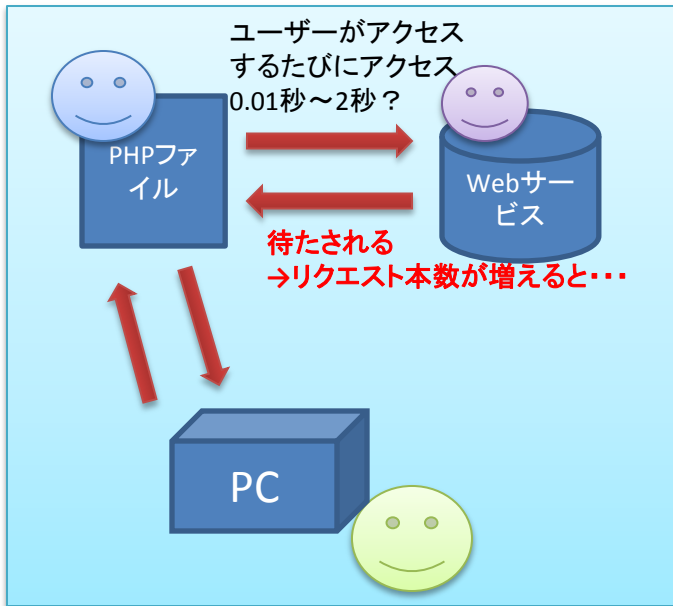 ユーザーがアクセス
するたびにアクセス
0.01秒～2秒？
PHPファ
イル
Webサー
ビス
待たされる
→リクエスト本数が増えると・・・
PC